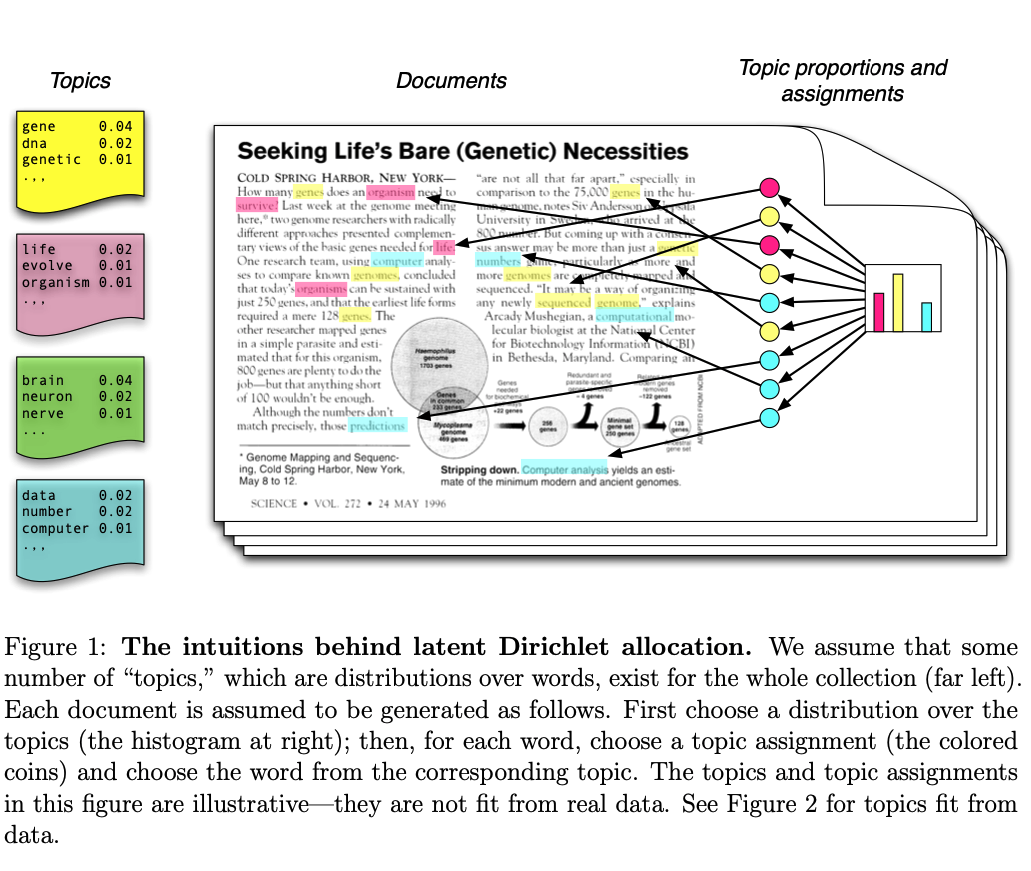 Topics
Documents
Topic proportions and
assignments
gene 0.04
dna 0.02
genetic 0.01
.,,
life 0.02
evolve 0.01
organism 0.01
.,,
brain 0.04
neuron 0.02
nerve 0.01
...
data 0.02
number 0.02
computer 0.01
.,,
Seeking Life's Bare (Genetic) Necessities
COLD SPRING HARBOR, NEW YORK—
How many genes does an organism need to
survive? Last week at the genome meeting
here,* two genome researchers with radically
different approaches presented complemen-
tary views of the basic genes needed for life.
One research team, using computer analy-
ses to compare known genomes, concluded
that today's organisms can be sustained with
just 250 genes, and that the earliest life forms
required a mere 128 genes. The
other researcher mapped genes
in a simple parasite and esti-
mated that for this organism,
800 genes are plenty to do the
job—but that anything short
of 100 wouldn't be enough.
Although the numbers don't
match precisely, those predictions
* Genome Mapping and Sequenc-
ing, Cold Spring Harbor, New York,
May 8 to 12.
"are not all that far apart," especially in
comparison to the 75,000 genes in the hu-
man genome, notes Siv Andersson
University in Sweden, who arrived at the
800 number. But coming up with a consen-
sus answer may be more than just a genetic
numbers particularly as more and
more genomes are completely mapped and
sequenced. "It may be a way of organizing
any newly sequenced genome," explains
Arcady Mushegian, a computational mo-
lecular biologist at the National Center
for Biotechnology Information (NCBI)
in Bethesda, Maryland. Comparing an
Haemophilus
genome
1703 genes
Genes
in common
233 genes
Mycoplasma
genome
469 genes
Genes
needed
for biochemical
+22 genes
256
genes
Redundant and
parasite-specific
genes removed
– 4 genes
Minimal
gene set
250 genes
genes
removed
–122 genes
128
genes
gene set
ADAPTED FROM NCBI
Stripping down. Computer analysis yields an esti-
mate of the minimum modern and ancient genomes.
SCIENCE • VOL. 272 • 24 MAY 1996
Figure 1: The intuitions behind latent Dirichlet allocation. We assume that some
number of “topics,” which are distributions over words, exist for the whole collection (far left).
Each document is assumed to be generated as follows. First choose a distribution over the
topics (the histogram at right); then, for each word, choose a topic assignment (the colored
coins) and choose the word from the corresponding topic. The topics and topic assignments
in this figure are illustrative—they are not fit from real data. See Figure 2 for topics fit from
data.